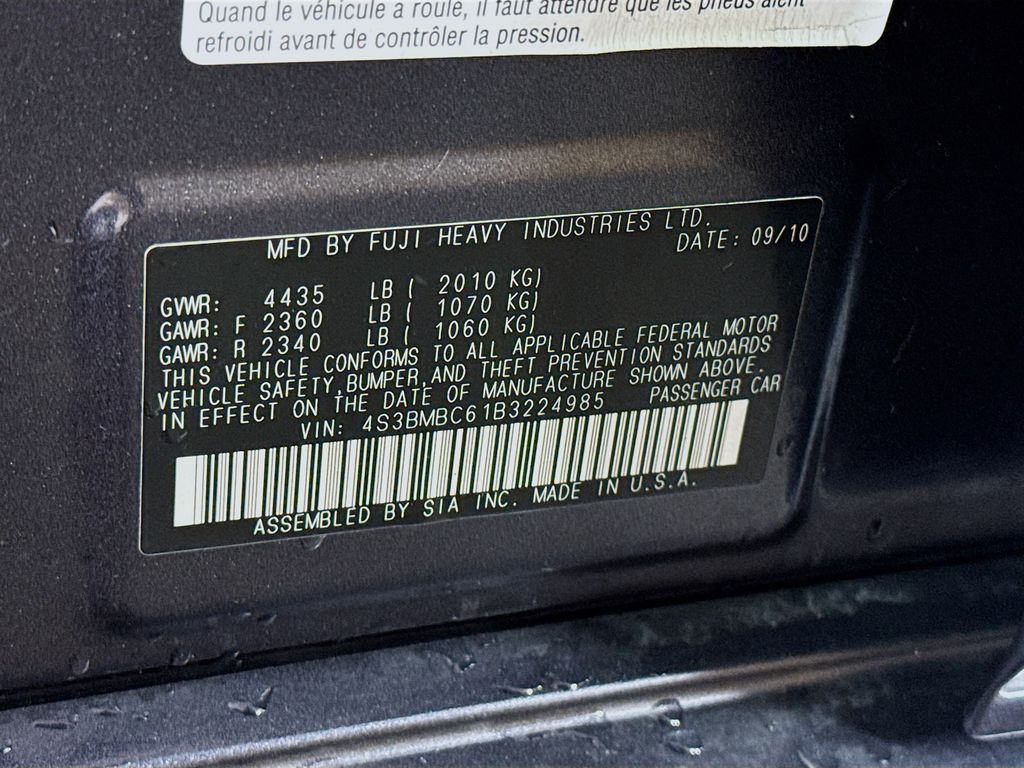 Quand le véhicule a roulé, il faut attendre que les pneus aient
refroidi avant de contrôler la pression.
MFD BY FUJI HEAVY INDUSTRIES LTD.
DATE: 09/10
GVWR: 4435 LB ( 2010 KG)
GAWR: F 2360 LB ( 1070 KG)
GAWR: R 2340 LB ( 1060 KG)
THIS VEHICLE CONFORMS TO ALL APPLICABLE FEDERAL MOTOR
VEHICLE SAFETY,BUMPER,AND THEFT PREVENTION STANDARDS
IN EFFECT ON THE DATE OF MANUFACTURE SHOWN ABOVE.
VIN: 4S3BMBC61B3224985 PASSENGER CAR
ASSEMBLED BY SIA INC. MADE IN U.S.A.